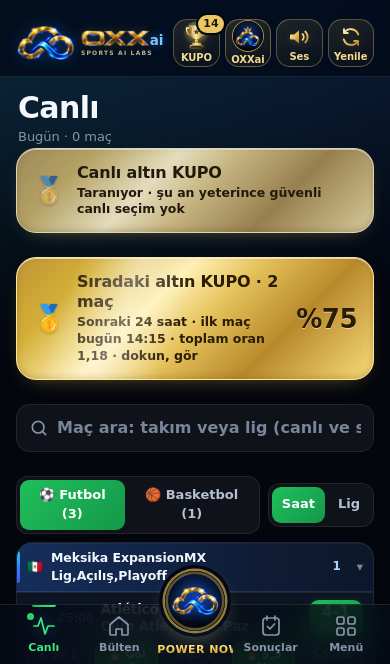 OXXO ai
SPORTS AI LABS
14
KUPO
OXXai
Ses
Yenile
Canlı
Bugün · 0 maç
Canlı altın KUPO
Taranıyor · şu an yeterince güvenli
canlı seçim yok
Sıradaki altın KUPO · 2
maç
Sonraki 24 saat · ilk maç
bugün 14:15 · toplam oran
1,18 · dokun, gör
%75
Maç ara: takım veya lig (canlı ve s
Futbol
(3)
Basketbol
(1)
Saat
Lig
Meksika ExpansionMX
Lig,Açılış,Playoff
1
Canlı
Bülten
POWER NOW
Sonuçlar
Menü